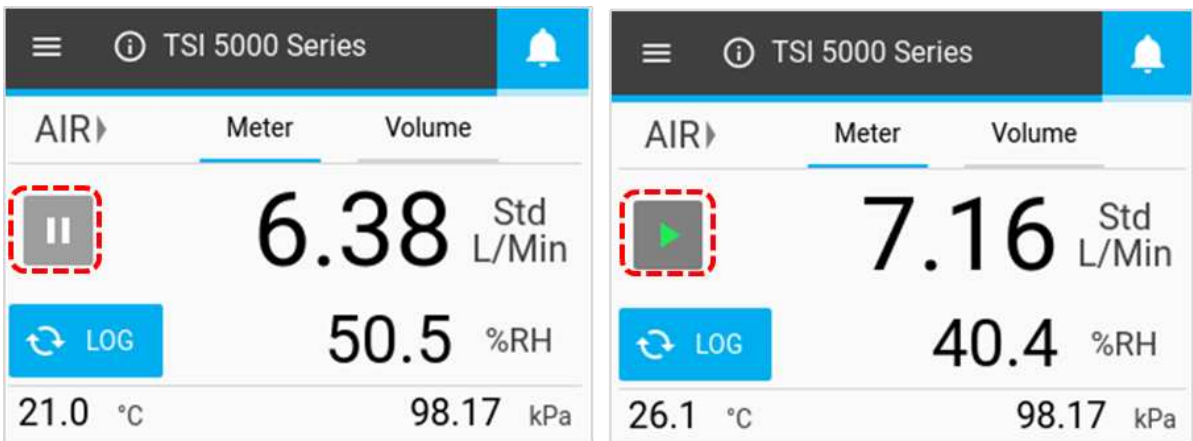 TSI 5000 Series
AIR Meter Volume
6.38 Std L/Min
LOG 50.5 %RH
21.0 °C 98.17 kPa
TSI 5000 Series
AIR Meter Volume
7.16 Std L/Min
LOG 40.4 %RH
26.1 °C 98.17 kPa